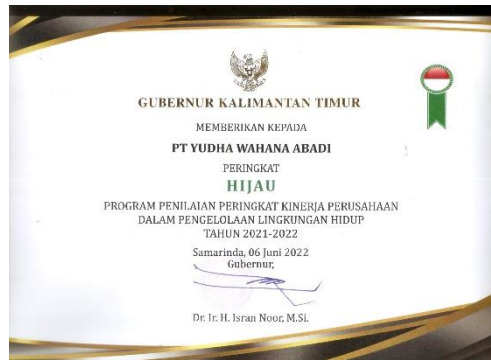 GUBERNUR KALIMANTAN TIMUR
MEMBERIKAN KEPADA
PT YUDHA WAHANA ABADI
PERINGKAT
HIJAU
PROGRAM PENILAIAN PERINGKAT KINERJA PERUSAHAAN
DALAM PENGELOLAAN LINGKUNGAN HIDUP
TAHUN 2021-2022
Samarinda, 06 Juni 2022
Gubernur,
Dr. Ir. H. Isran Noor, M.Si.